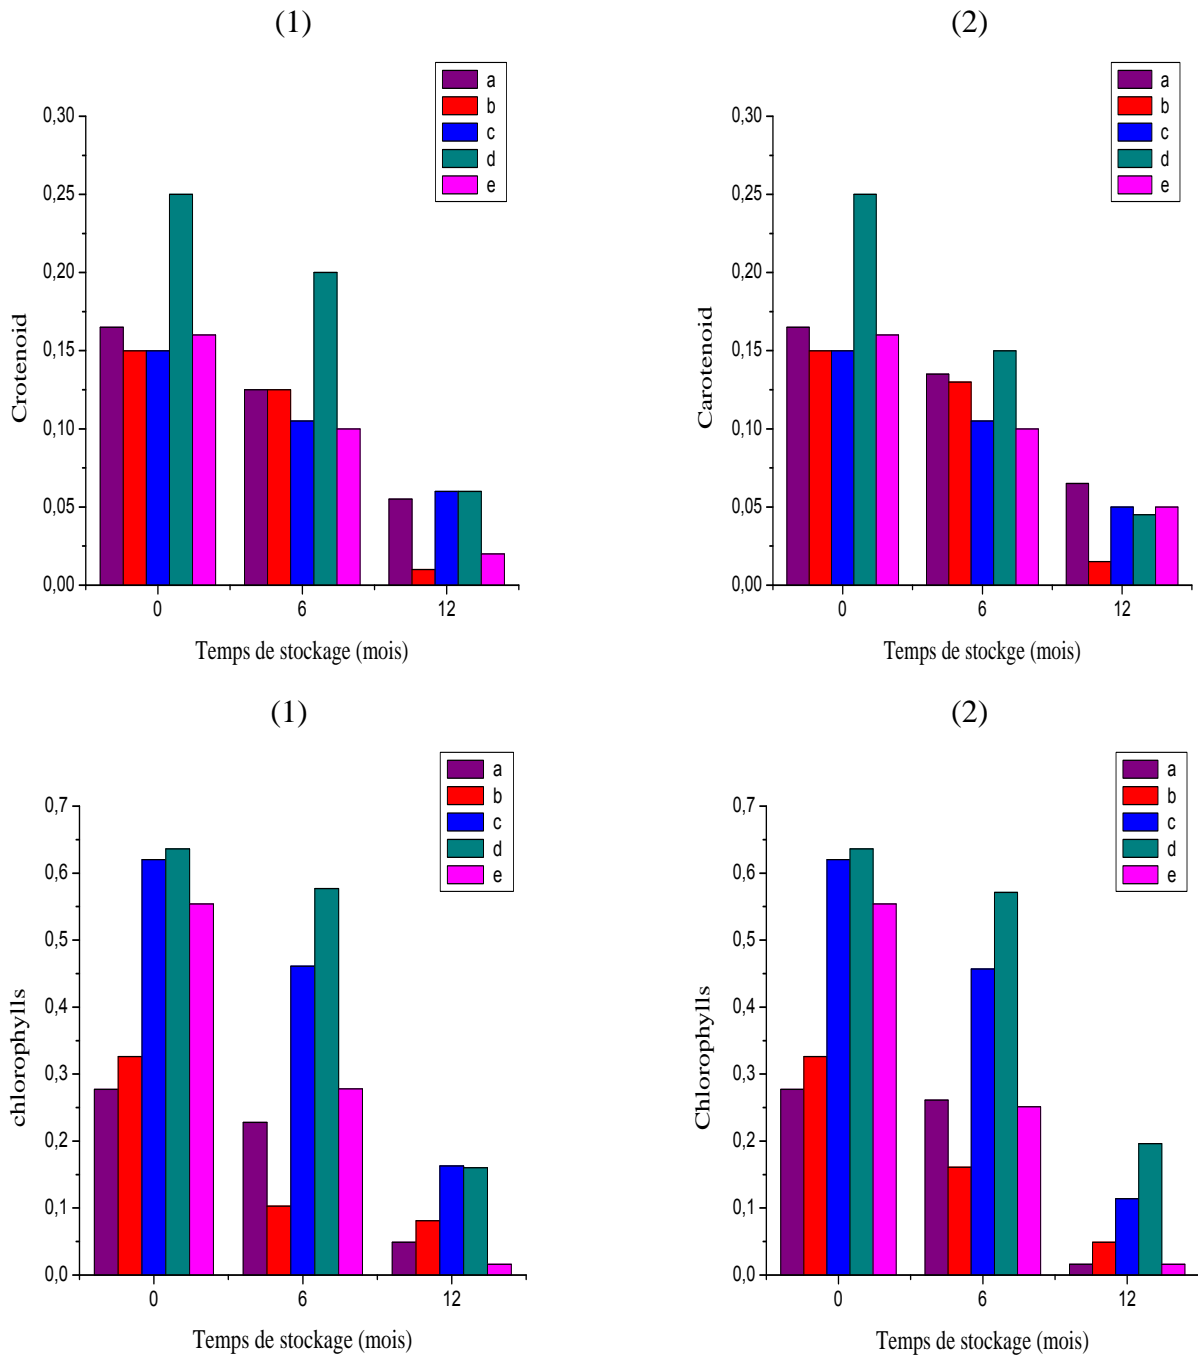 (1)
a
b
c
d
e
0,30
0,25
0,20
0,15
0,10
0,05
0,00
Crotenoid
0
6
12
Temps de stockage (mois)
(2)
a
b
c
d
e
0,30
0,25
0,20
0,15
0,10
0,05
0,00
Carotenoid
0
6
12
Temps de stockge (mois)
(1)
a
b
c
d
e
0,7
0,6
0,5
0,4
0,3
0,2
0,1
0,0
chlorophylls
0
6
12
Temps de stockage (mois)
(2)
a
b
c
d
e
0,7
0,6
0,5
0,4
0,3
0,2
0,1
0,0
Chlorophylls
0
6
12
Temps de stockage (mois)